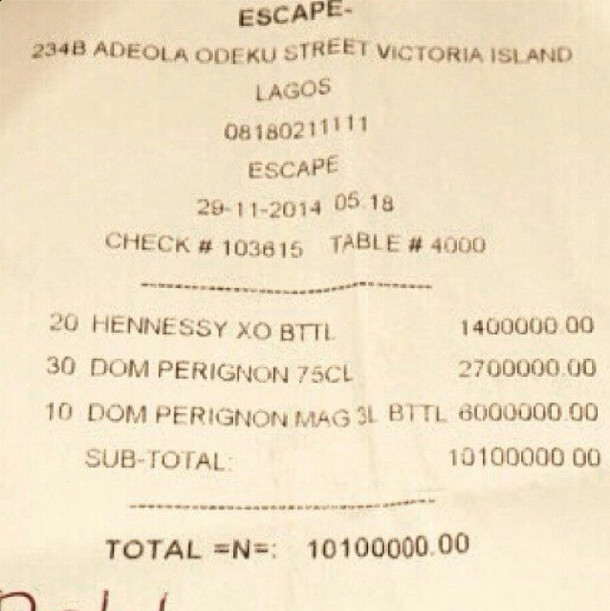 ESCAPE-
234B ADEOLA ODEKU STREET VICTORIA ISLAND
LAGOS
08180211111
ESCAPE
29-11-2014 05.18
CHECK # 103615 TABLE # 4000
20 HENNESSY XO BTTL 1400000.00
30 DOM PERIGNON 75CL 2700000.00
10 DOM PERIGNON MAG 3L BTTL 6000000.00
SUB-TOTAL: 10100000.00
TOTAL =N=: 10100000.00